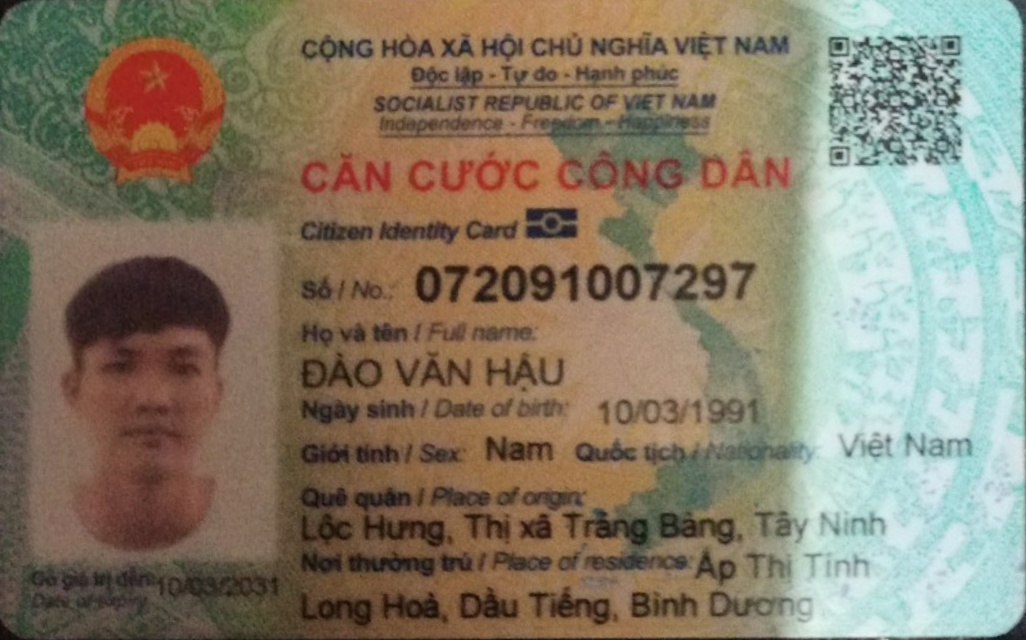 CỘNG HÒA XÃ HỘI CHỦ NGHĨA VIỆT NAM
Độc lập - Tự do - Hạnh phúc
SOCIALIST REPUBLIC OF VIET NAM
Independence - Freedom - Happiness
CĂN CƯỚC CÔNG DÂN
Citizen Identity Card
Số / No.: 072091007297
Họ và tên / Full name:
ĐÀO VĂN HẬU
Ngày sinh / Date of birth: 10/03/1991
Giới tính / Sex: Nam Quốc tịch / Nationality: Việt Nam
Quê quán / Place of origin:
Lộc Hưng, Thị xã Trảng Bàng, Tây Ninh
Nơi thường trú / Place of residence: Ấp Thị Tính
Long Hoà, Dầu Tiếng, Bình Dương
Có giá trị đến: 10/03/2031
Date of expiry